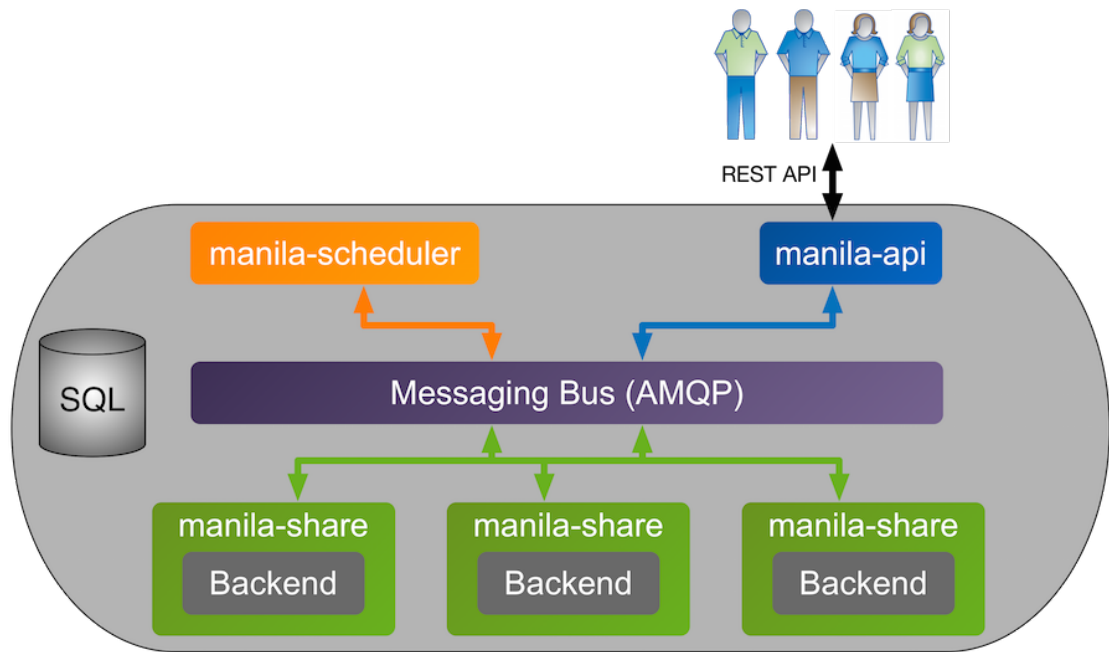 REST API
manila-scheduler
manila-api
SQL
Messaging Bus (AMQP)
manila-share
manila-share
manila-share
Backend
Backend
Backend